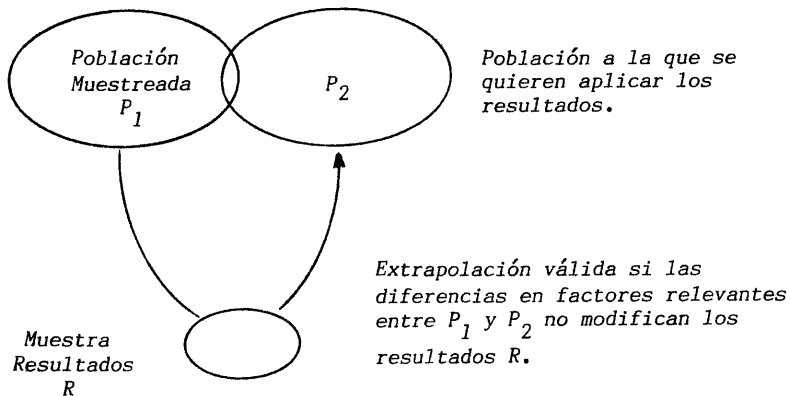 Población
Muestreada
P1
P2
Población a la que se
quieren aplicar los
resultados.
Extrapolación válida si las
diferencias en factores relevantes
entre P1 y P2 no modifican los
resultados R.
Muestra
Resultados
R